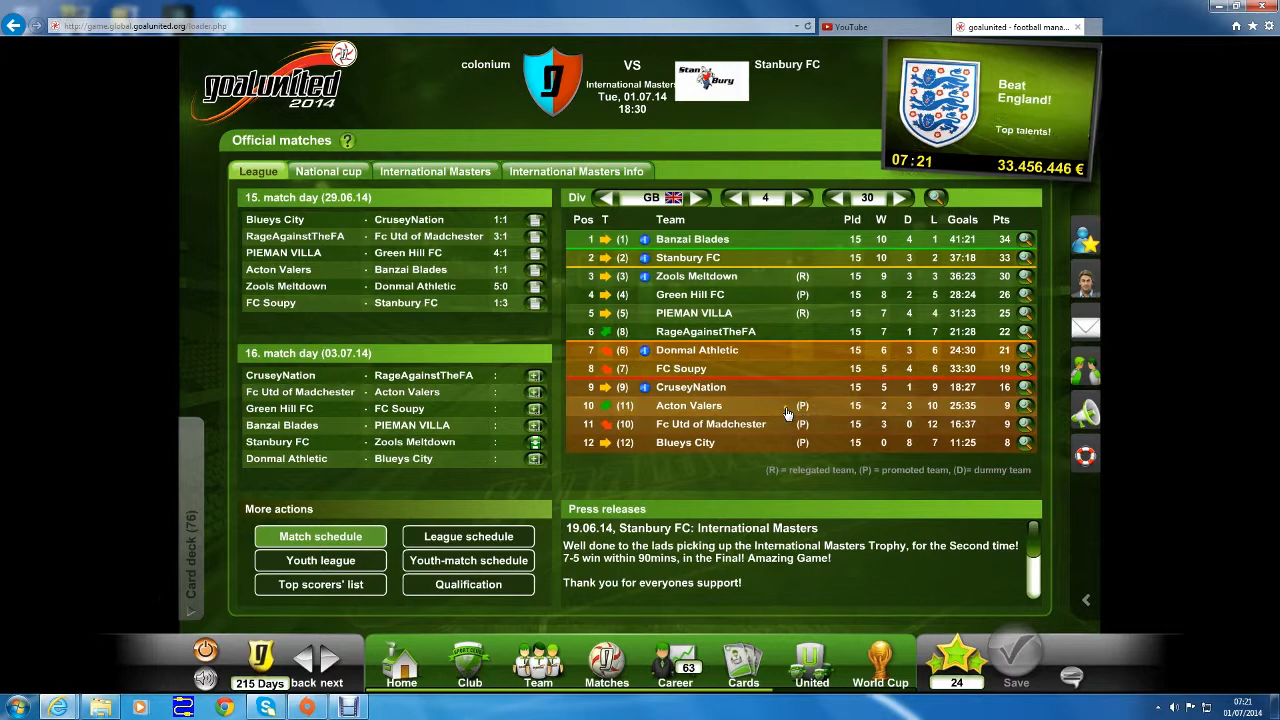 http://game.global.goalunited.org/loader.php
YouTube
goalunited - football mana...
goalunited
2014
colonium VS Stanbury FC
International Masters
Tue, 01.07.14
18:30
Stan Bury
Beat
England!
Top talents!
07:21 33.456.446 €
Official matches ?
League National cup International Masters International Masters Info
15. match day (29.06.14)
Blueys City - CruseyNation 1:1
RageAgainstTheFA - Fc Utd of Madchester 3:1
PIEMAN VILLA - Green Hill FC 4:1
Acton Valers - Banzai Blades 1:1
Zools Meltdown - Donmal Athletic 5:0
FC Soupy - Stanbury FC 1:3
16. match day (03.07.14)
CruseyNation - RageAgainstTheFA :
Fc Utd of Madchester - Acton Valers :
Green Hill FC - FC Soupy :
Banzai Blades - PIEMAN VILLA :
Stanbury FC - Zools Meltdown :
Donmal Athletic - Blueys City :
Div GB 4 30
Pos T Team Pld W D L Goals Pts
1 (1) Banzai Blades 15 10 4 1 41:21 34
2 (2) Stanbury FC 15 10 3 2 37:18 33
3 (3) Zools Meltdown (R) 15 9 3 3 36:23 30
4 (4) Green Hill FC (P) 15 8 2 5 28:24 26
5 (5) PIEMAN VILLA (R) 15 7 4 4 31:23 25
6 (8) RageAgainstTheFA 15 7 1 7 21:28 22
7 (6) Donmal Athletic 15 6 3 6 24:30 21
8 (7) FC Soupy 15 5 4 6 33:30 19
9 (9) CruseyNation 15 5 1 9 18:27 16
10 (11) Acton Valers (P) 15 2 3 10 25:35 9
11 (10) Fc Utd of Madchester (P) 15 3 0 12 16:37 9
12 (12) Blueys City (P) 15 0 8 7 11:25 8
(R) = relegated team, (P) = promoted team, (D)= dummy team
More actions
Match schedule League schedule
Youth league Youth-match schedule
Top scorers' list Qualification
Press releases
19.06.14, Stanbury FC: International Masters
Well done to the lads picking up the International Masters Trophy, for the Second time!
7-5 win within 90mins, in the Final! Amazing Game!
Thank you for everyones support!
Card deck (76)
215 Days back next
Home Club Team Matches Career 63 Cards United World Cup 24 Save
07:21
01/07/2014